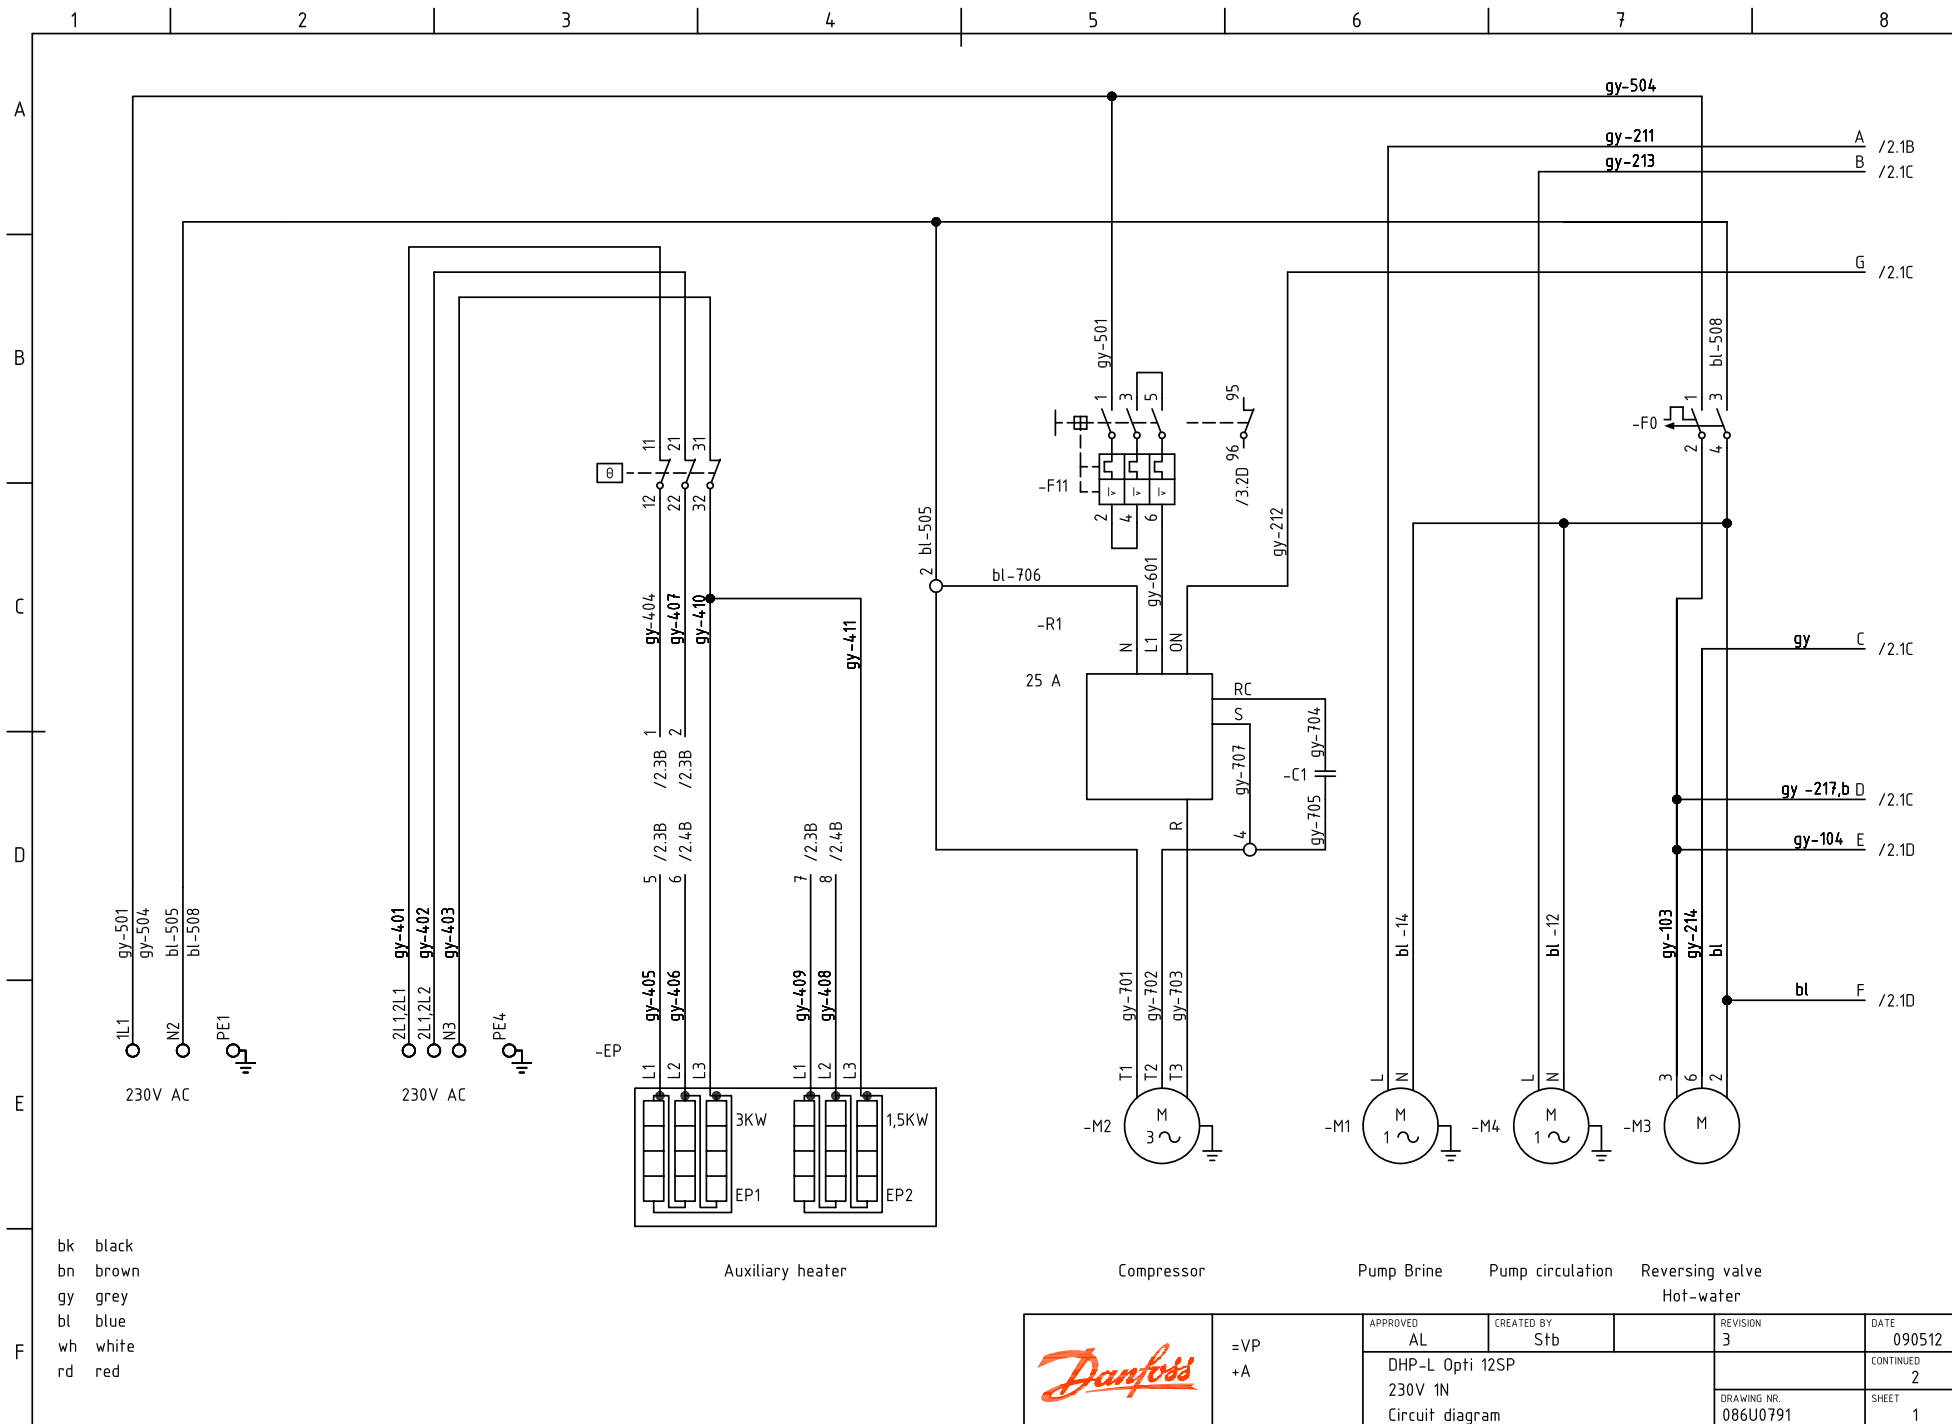 1 2 3 4 5 6 7 8
A
gy-504
gy-211 A /2.1B
gy-213 B /2.1C
G /2.1C
B
gy-501
bl-508
1 3 5
95
96
/3.2D
-F11
I> I> I>
2 4 6
1 3
-F0
2 4
11 21 31
θ
12 22 32
C
bl-505
2
bl-706
gy-601
gy-212
gy-404
gy-407
gy-410
gy-411
-R1
N L1 ON
25 A
RC
S
gy-704
gy-707
-C1
gy-705
R
4
gy C /2.1C
1 2
/2.3B /2.3B
gy -217,b D /2.1C
D
/2.3B /2.4B
/2.3B /2.4B
5 6
7 8
gy-104 E /2.1D
gy-501
gy-504
bl-505
bl-508
gy-401
gy-402
gy-403
gy-405
gy-406
gy-409
gy-408
gy-701
gy-702
gy-703
bl -14
bl -12
gy-103
gy-214
bl
bl F /2.1D
1L1 N2 PE1
2L1,2L1 2L1,2L2 N3 PE4
230V AC
230V AC
E
-EP
L1 L2 L3
L1 L2 L3
3KW
EP1
1,5KW
EP2
T1 T2 T3
-M2
M
3
L N
-M1
M
1
L N
-M4
M
1
3 6 2
-M3
M
Auxiliary heater
Compressor
Pump Brine
Pump circulation
Reversing valve
Hot-water
bk black
bn brown
gy grey
bl blue
wh white
rd red
F
Danfoss
=VP
+A
APPROVED
AL
CREATED BY
Stb
REVISION
3
DATE
090512
DHP-L Opti 12SP
230V 1N
Circuit diagram
CONTINUED
2
DRAWING NR.
086U0791
SHEET
1